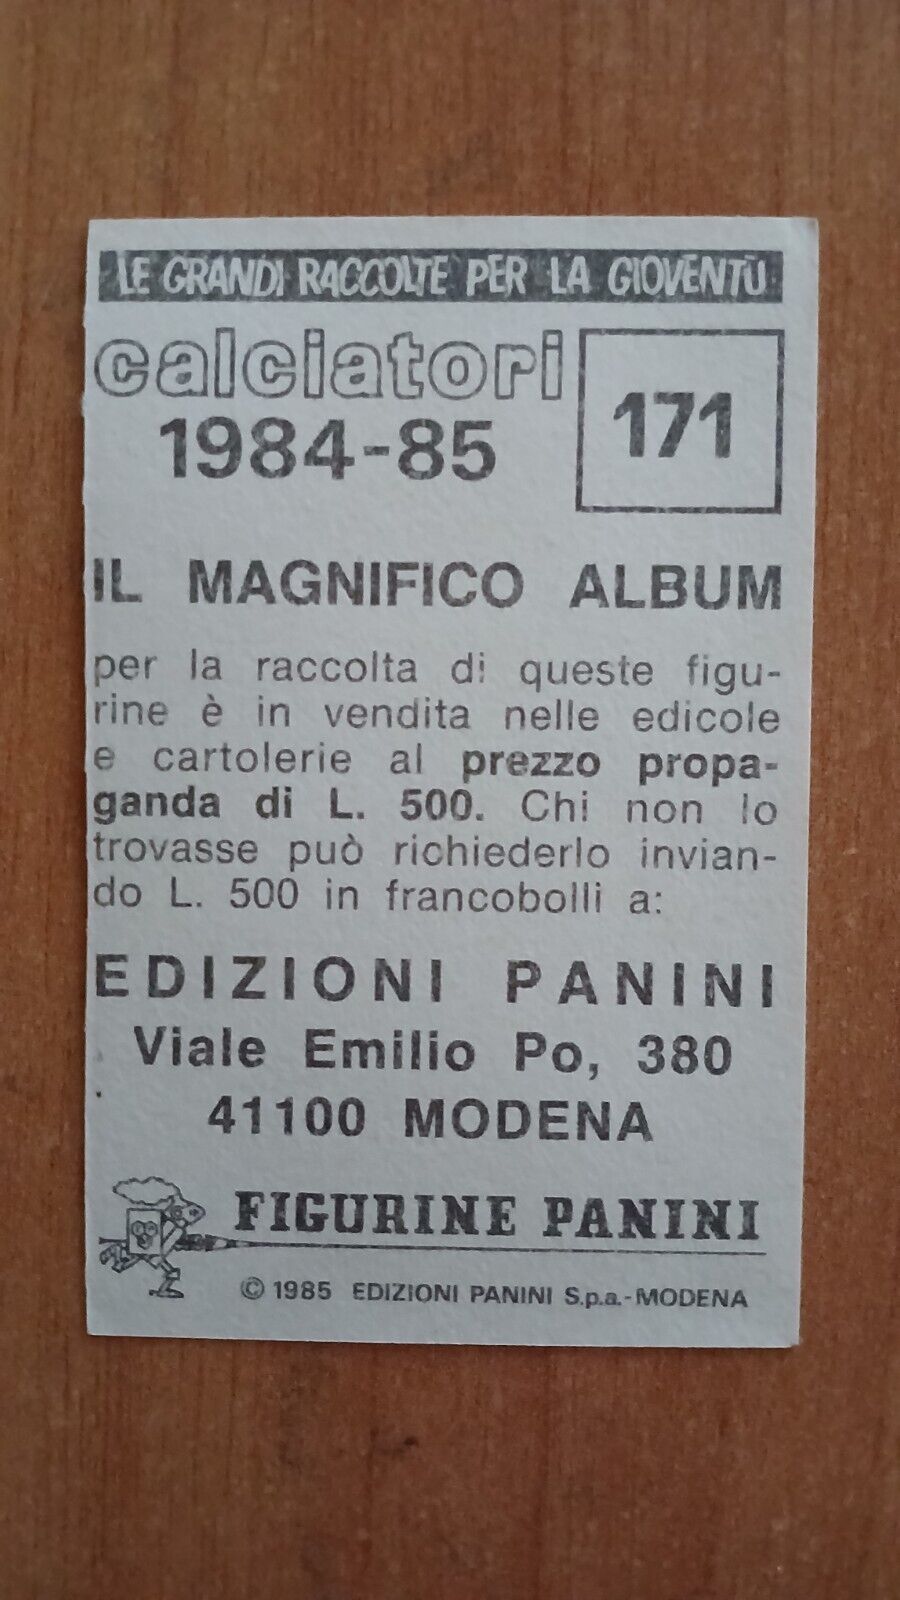 LE GRANDI RACCOLTE PER LA GIOVENTÙ
calciatori
1984-85
171
IL MAGNIFICO ALBUM
per la raccolta di queste figu-
rine è in vendita nelle edicole
e cartolerie al prezzo propa-
ganda di L. 500. Chi non lo
trovasse può richiederlo invian-
do L. 500 in francobolli a:
EDIZIONI PANINI
Viale Emilio Po, 380
41100 MODENA
FIGURINE PANINI
© 1985 EDIZIONI PANINI S.p.a.-MODENA